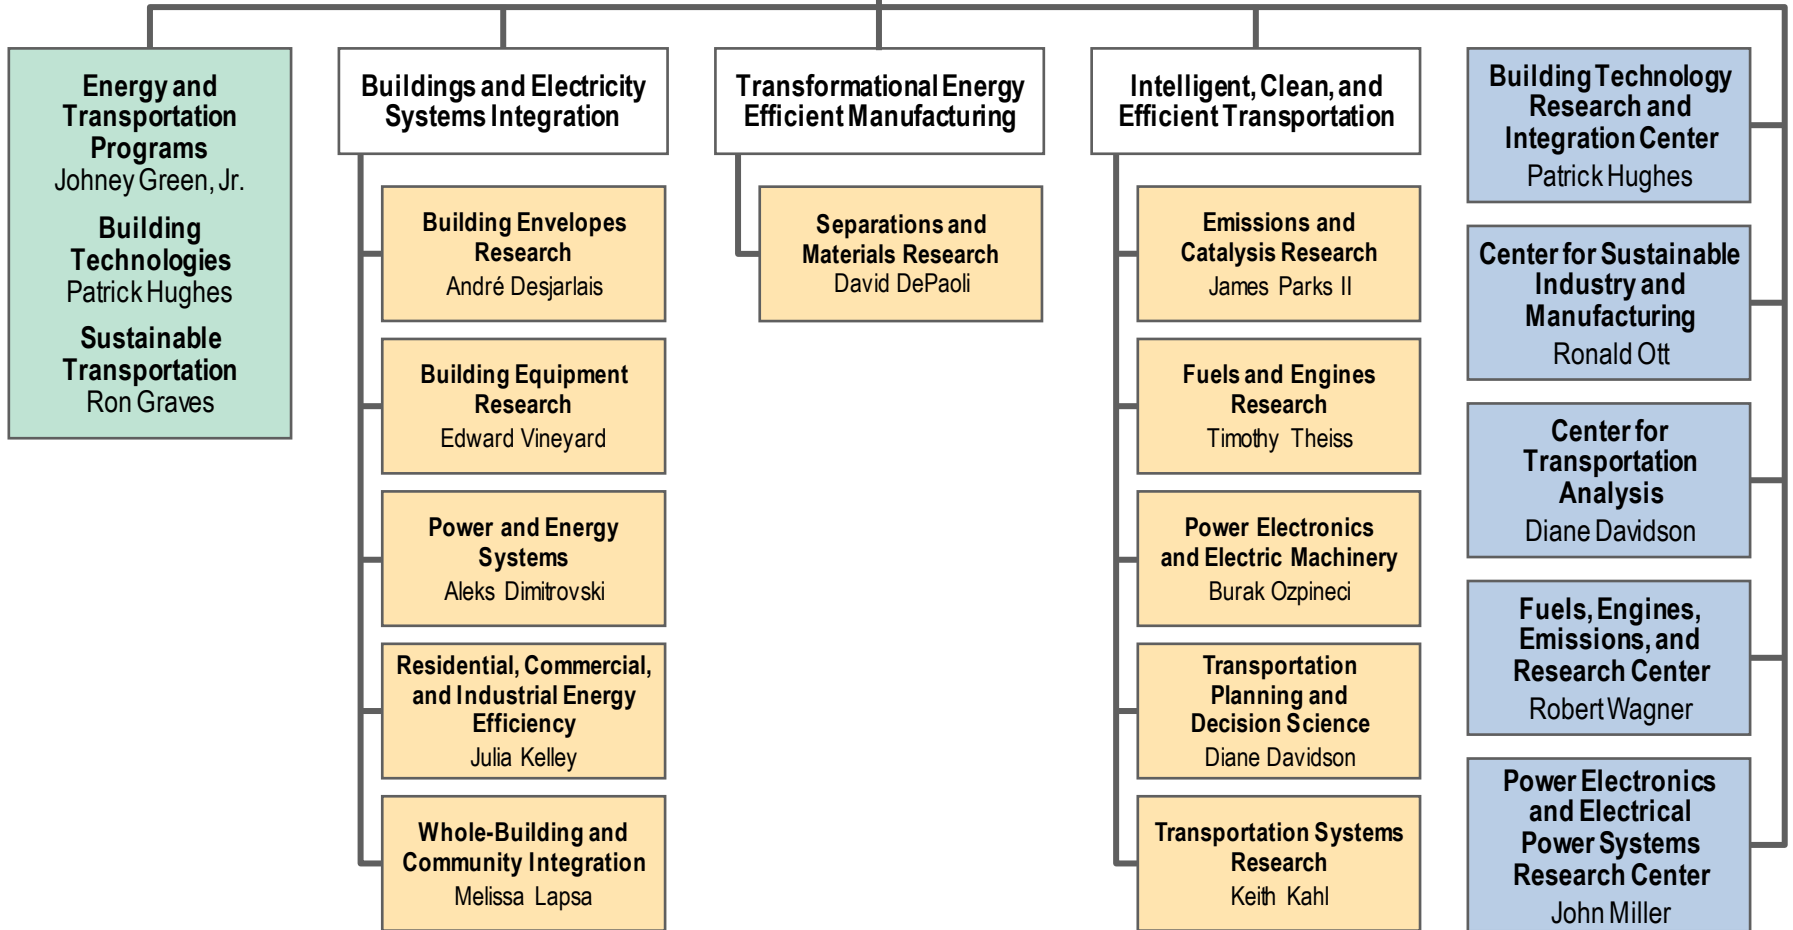 Energy and
Transportation
Programs
Johney Green, Jr.
Building
Technologies
Patrick Hughes
Sustainable
Transportation
Ron Graves
Buildings and Electricity
Systems Integration
Building Envelopes
Research
André Desjarlais
Building Equipment
Research
Edward Vineyard
Power and Energy
Systems
Aleks Dimitrovski
Residential, Commercial,
and Industrial Energy
Efficiency
Julia Kelley
Whole-Building and
Community Integration
Melissa Lapsa
Transformational Energy
Efficient Manufacturing
Separations and
Materials Research
David DePaoli
Intelligent, Clean, and
Efficient Transportation
Emissions and
Catalysis Research
James Parks II
Fuels and Engines
Research
Timothy Theiss
Power Electronics
and Electric Machinery
Burak Ozpineci
Transportation
Planning and
Decision Science
Diane Davidson
Transportation Systems
Research
Keith Kahl
Building Technology
Research and
Integration Center
Patrick Hughes
Center for Sustainable
Industry and
Manufacturing
Ronald Ott
Center for
Transportation
Analysis
Diane Davidson
Fuels, Engines,
Emissions, and
Research Center
Robert Wagner
Power Electronics
and Electrical
Power Systems
Research Center
John Miller